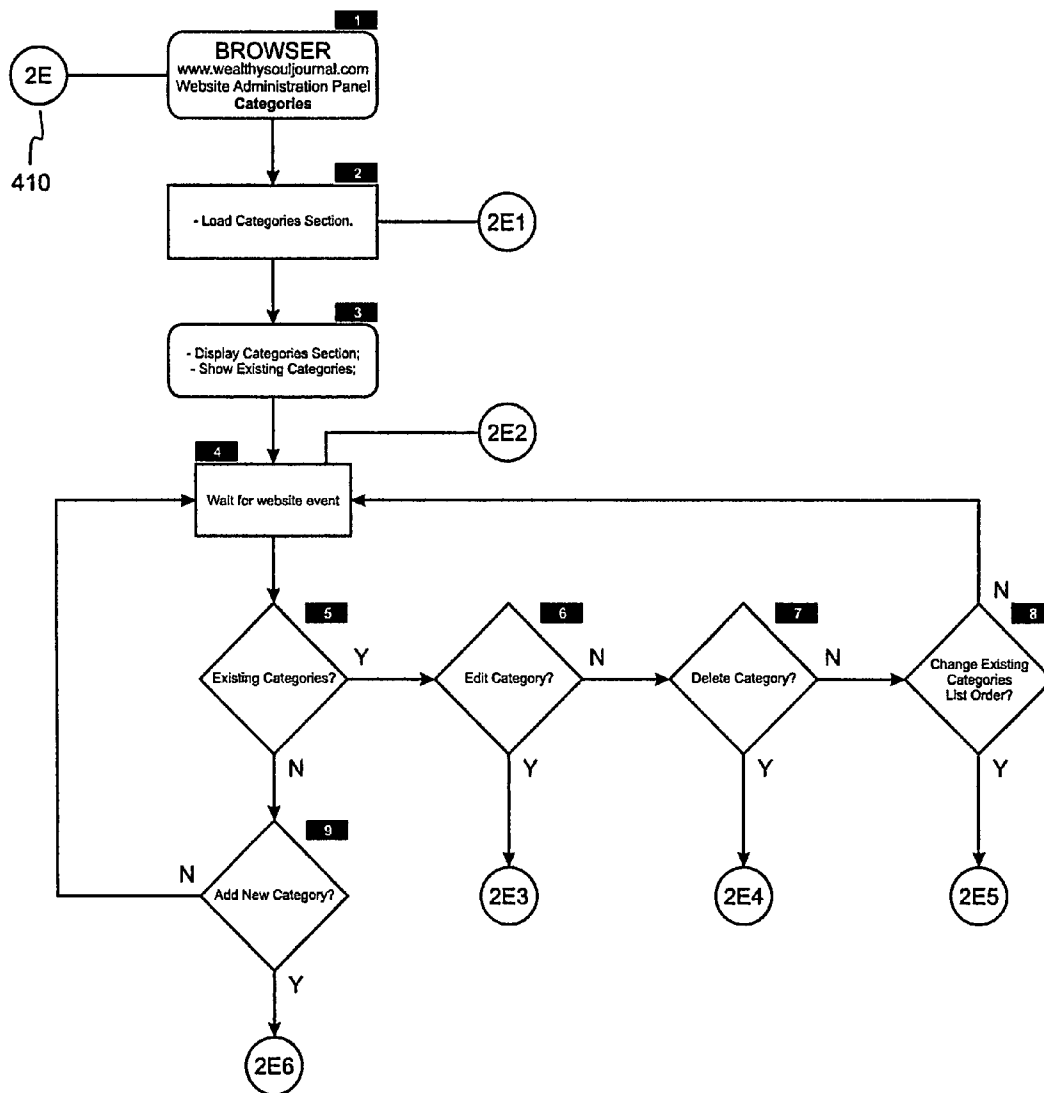 1
BROWSER
2E
www.wealthysouljournal.com
Website Administration Panel
Categories
410
2
- Load Categories Section.
2E1
3
- Display Categories Section;
- Show Existing Categories;
2E2
4
Wait for website event
5
6
7
N
8
Existing Categories?
Y
Edit Category?
N
Delete Category?
N
Change Existing
Categories
List Order?
N
Y
Y
Y
9
N
Add New Category?
2E3
2E4
2E5
Y
2E6